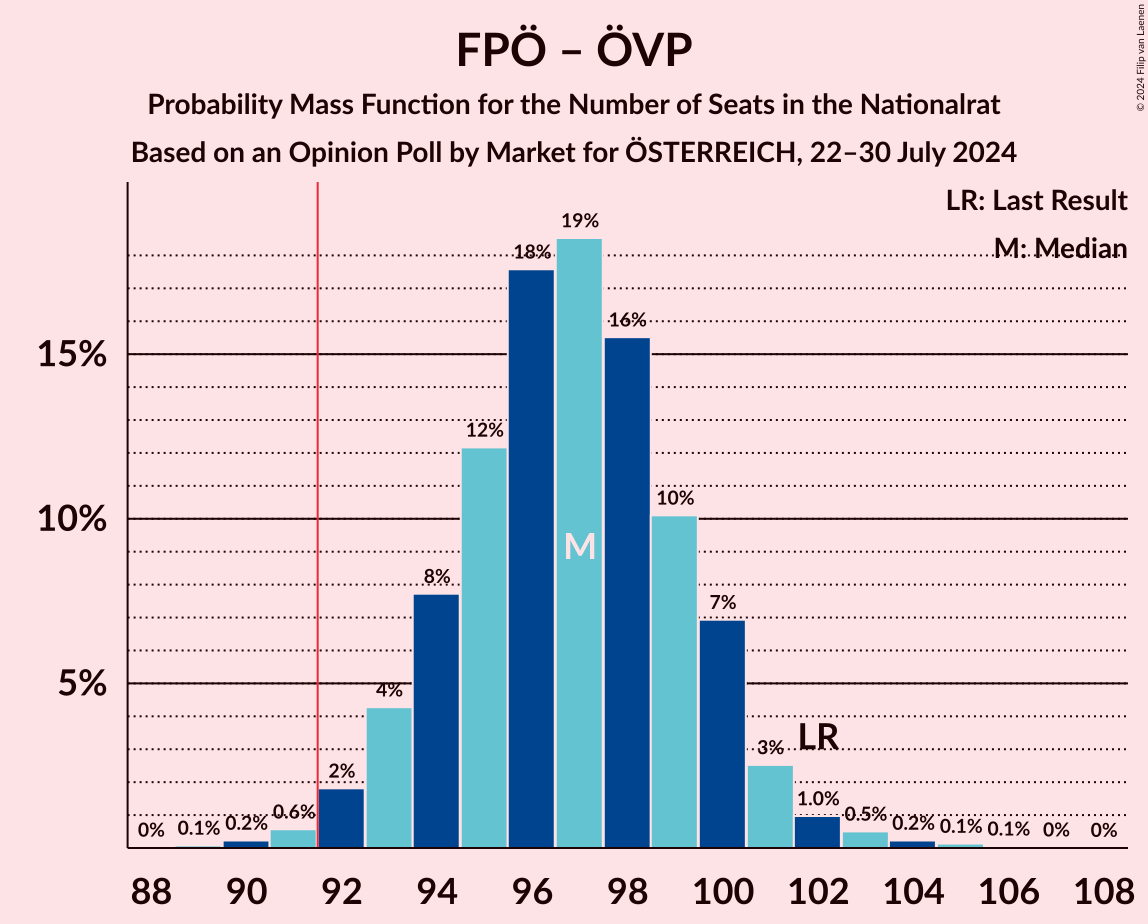 FPÖ – ÖVP
Probability Mass Function for the Number of Seats in the Nationalrat
Based on an Opinion Poll by Market for ÖSTERREICH, 22–30 July 2024
© 2024 Filip van Laenen
LR: Last Result
M: Median
15%
10%
5%
0%
0.1%
0.2%
0.6%
2%
4%
8%
12%
18%
19%
16%
10%
7%
3%
1.0%
0.5%
0.2%
0.1%
0.1%
0%
0%
M
LR
88 90 92 94 96 98 100 102 104 106 108